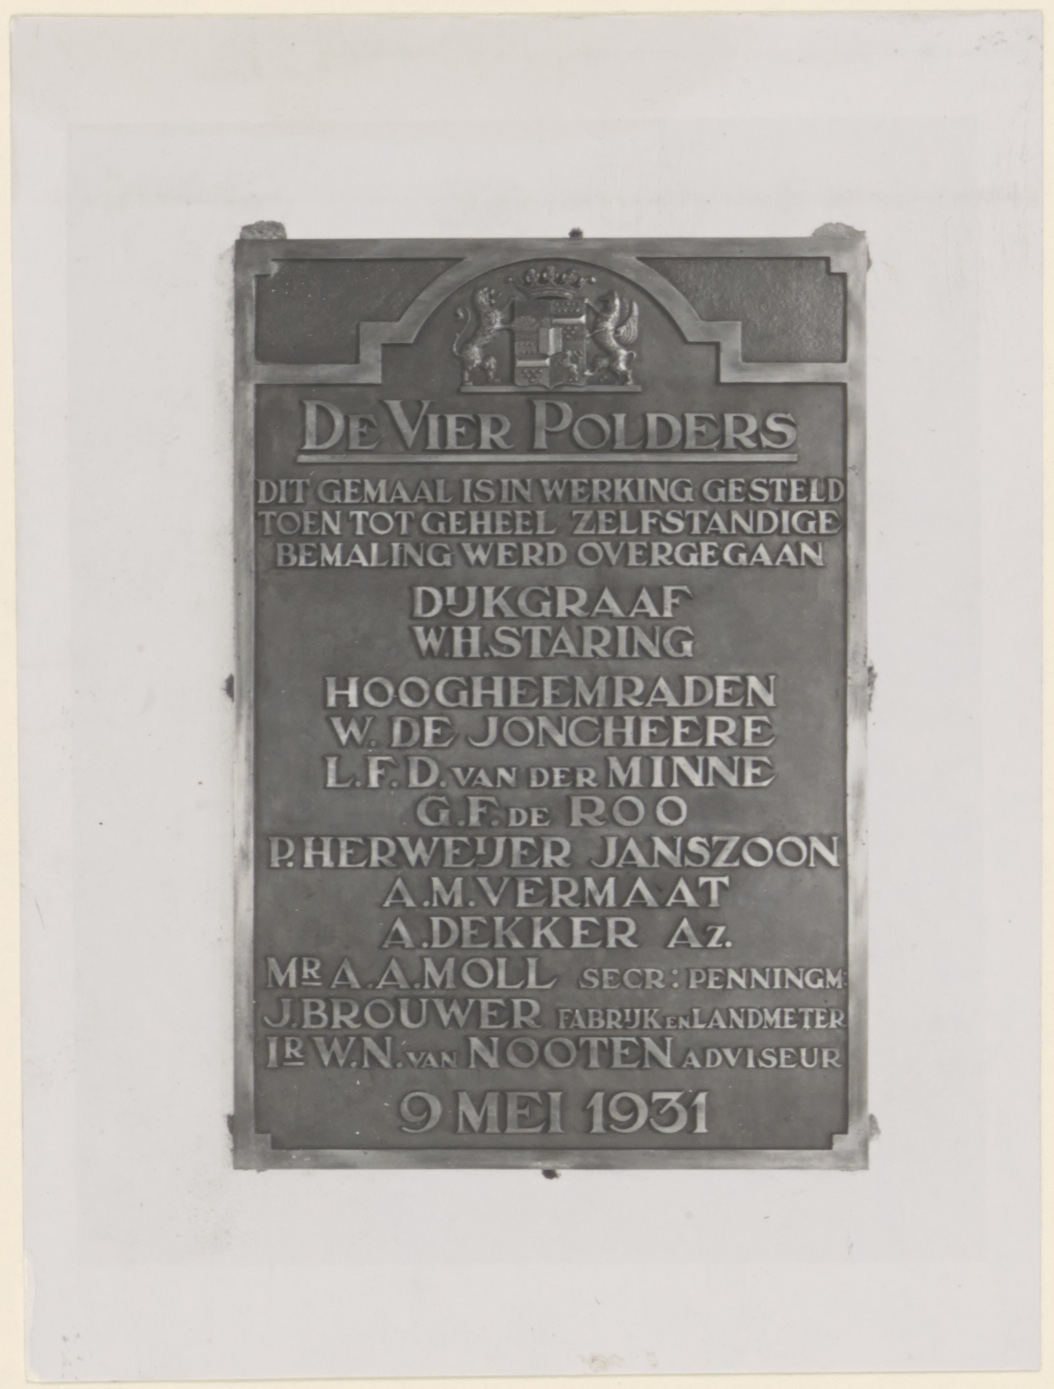 DE VIER POLDERS
DIT GEMAAL IS IN WERKING GESTELD
TOEN TOT GEHEEL ZELFSTANDIGE
BEMALING WERD OVERGEGAAN
DIJKGRAAF
W.H.STARING
HOOGHEEMRADEN
W. DE JONCHEERE
L.F.D. VAN DER MINNE
G.F. DE ROO
P. HERWEIJER JANSZOON
A.M.VERMAAT
A.DEKKER AZ.
MR A.A.MOLL SECR: PENNINGM:
J.BROUWER FABRIJK EN LANDMETER
IR W.N. VAN NOOTEN ADVISEUR
9 MEI 1931